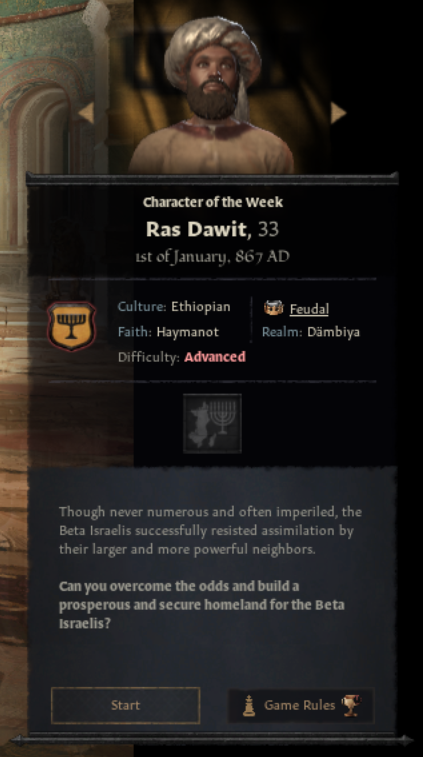 Character of the Week
Ras Dawit, 33
1st of January, 867 AD
Culture: Ethiopian
Feudal
Faith: Haymanot
Realm: Dämbiya
Difficulty: Advanced
Though never numerous and often imperiled, the
Beta Israelis successfully resisted assimilation by
their larger and more powerful neighbors.
Can you overcome the odds and build a
prosperous and secure homeland for the Beta
Israelis?
Start
Game Rules